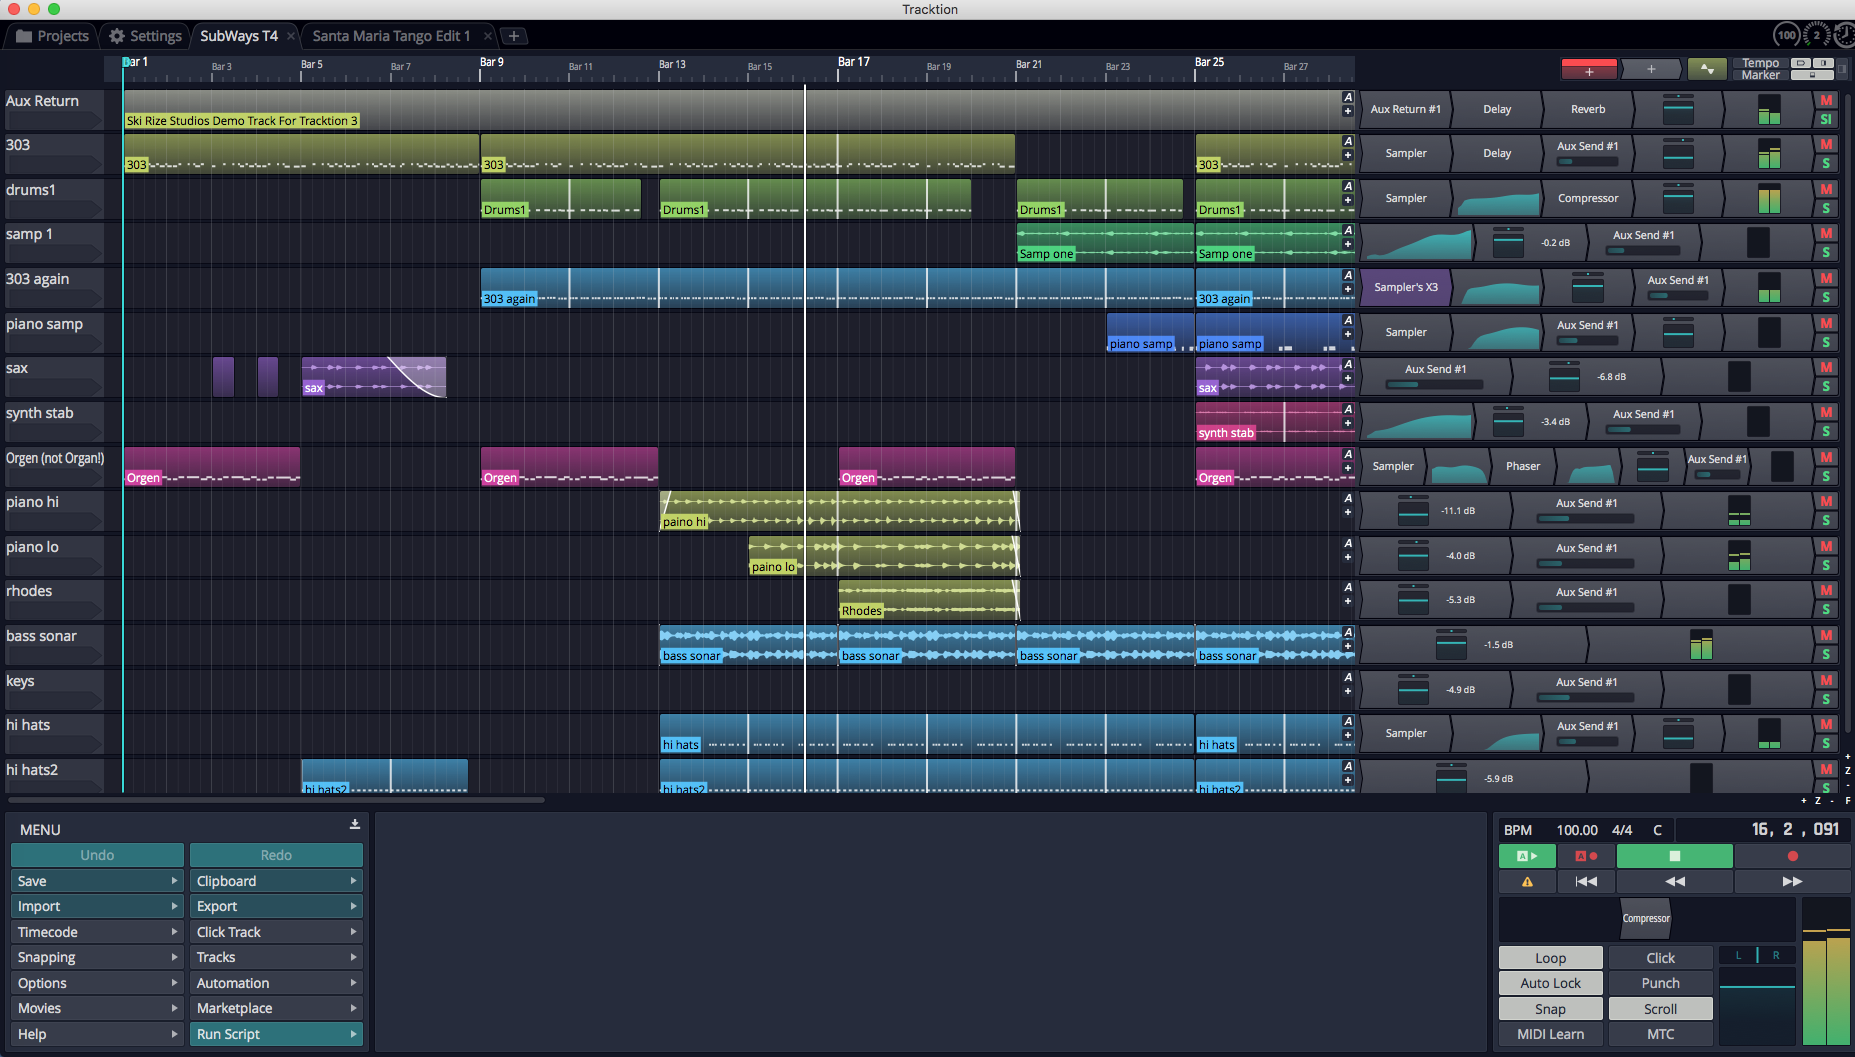 Tracktion
Projects Settings SubWays T4 × Santa Maria Tango Edit 1 × +
100 2
Bar 1 Bar 3 Bar 5 Bar 7 Bar 9 Bar 11 Bar 13 Bar 15 Bar 17 Bar 19 Bar 21 Bar 23 Bar 25 Bar 27
+ + Tempo
Marker
Aux Return A + Aux Return #1 Delay Reverb M SI
Ski Rize Studios Demo Track For Tracktion 3
303 A + Sampler Delay Aux Send #1 M S
303 303 303
drums1 A + Sampler Compressor M S
Drums1 Drums1 Drums1 Drums1
samp 1 A + -0.2 dB Aux Send #1 M S
Samp one Samp one
303 again A + Sampler's X3 Aux Send #1 M S
303 again 303 again
piano samp A + Sampler Aux Send #1 M S
piano samp piano samp
sax A + Aux Send #1 -6.8 dB M S
sax sax
synth stab A + -3.4 dB Aux Send #1 M S
synth stab
Orgen (not Organ!) A + Sampler Phaser Aux Send #1 M S
Orgen Orgen Orgen Orgen
piano hi A + -11.1 dB Aux Send #1 M S
paino hi
piano lo A + -4.0 dB Aux Send #1 M S
paino lo
rhodes A + -5.3 dB Aux Send #1 M S
Rhodes
bass sonar A + -1.5 dB M S
bass sonar bass sonar bass sonar bass sonar
keys A + -4.9 dB Aux Send #1 M S
hi hats A + Sampler Aux Send #1 M S
hi hats hi hats
hi hats2 A + -5.9 dB M S
hi hats2 hi hats2 hi hats2
+ Z -
+ Z - F
MENU
Undo Redo
Save Clipboard
Import Export
Timecode Click Track
Snapping Tracks
Options Automation
Movies Marketplace
Help Run Script
BPM 100.00 4/4 C 16, 2 , 091
A A
Compressor
Loop Click L R
Auto Lock Punch
Snap Scroll
MIDI Learn MTC